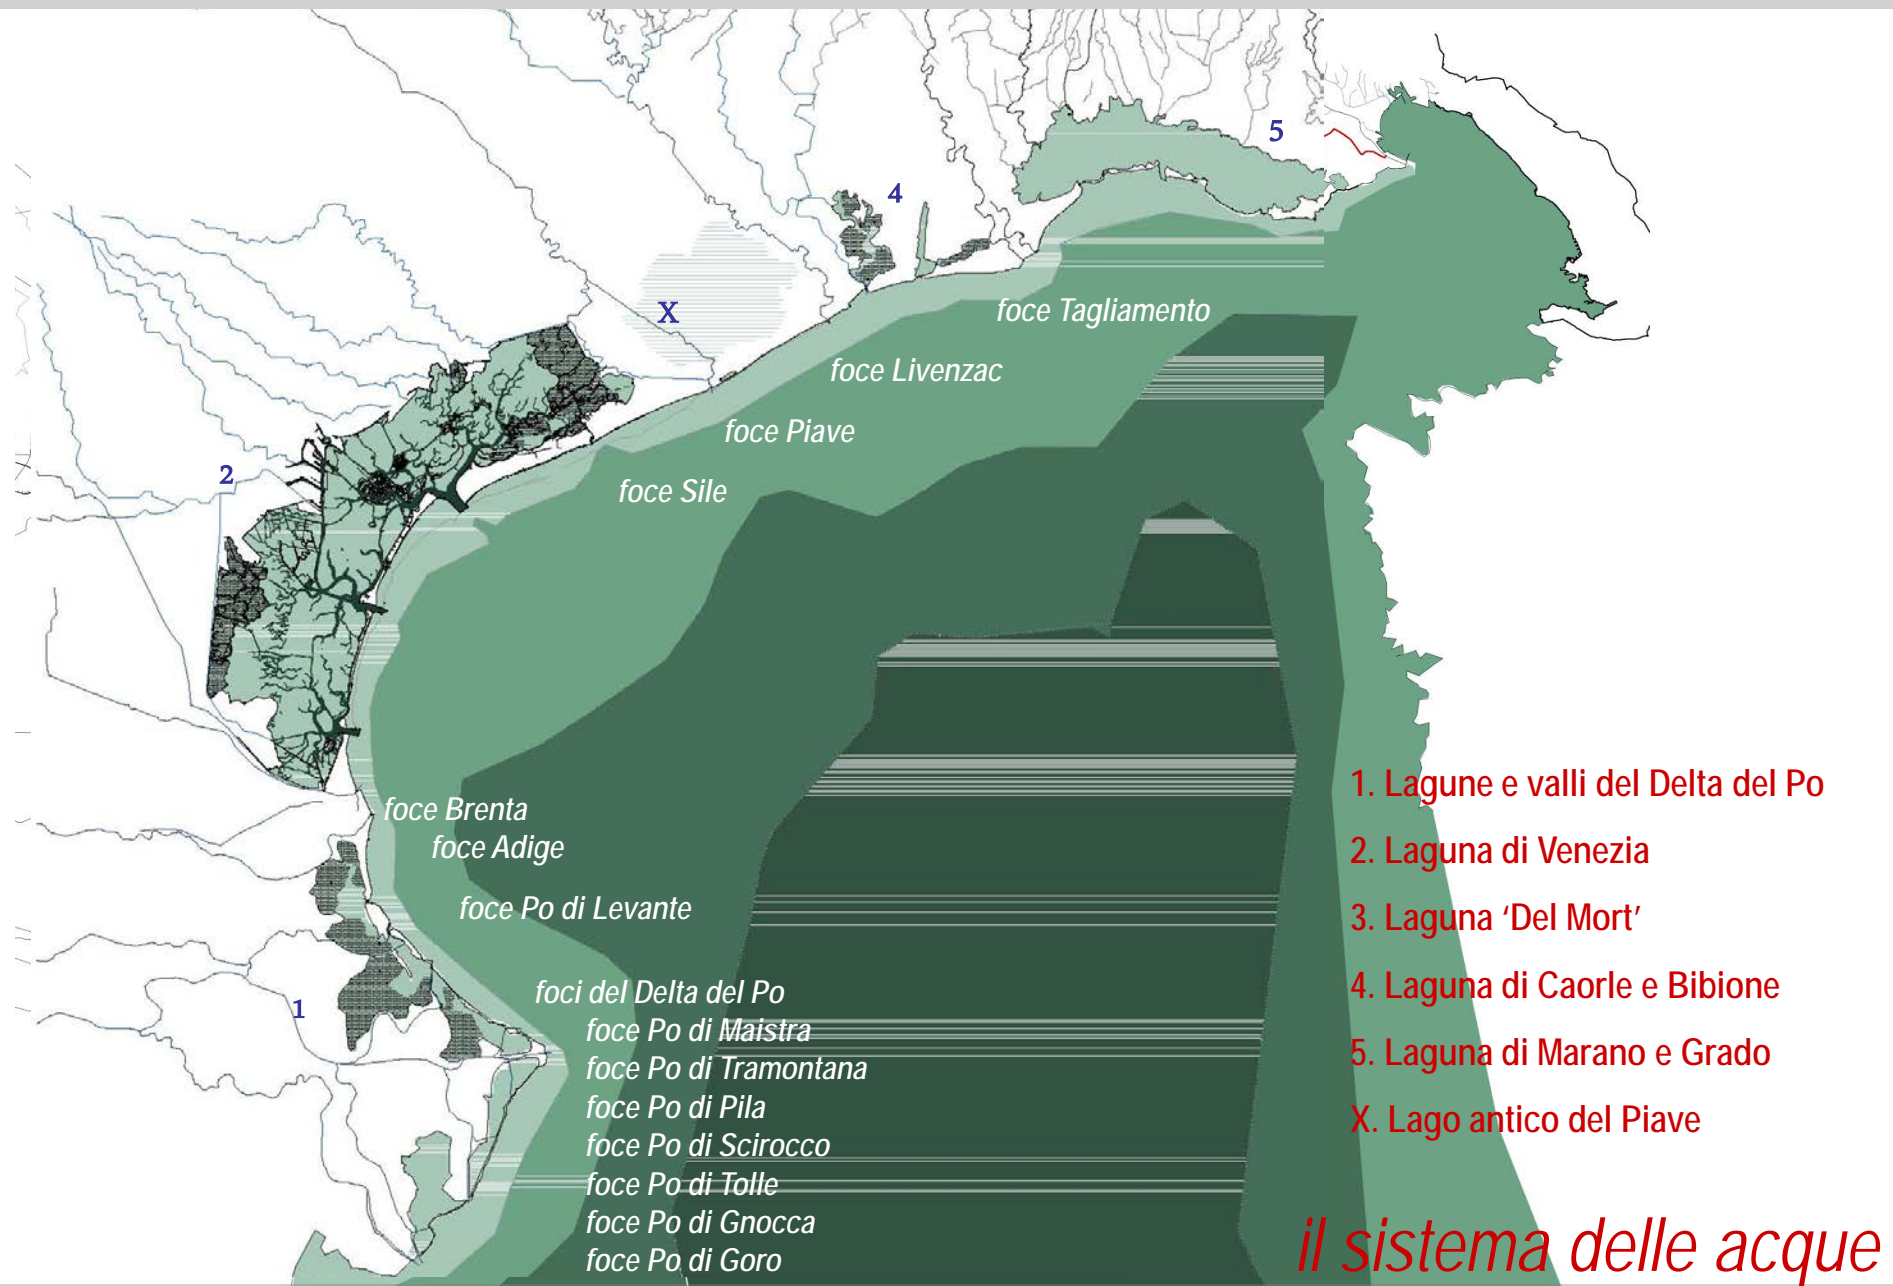 5
4
X
foce Tagliamento
foce Livenzac
foce Piave
2
foce Sile
foce Brenta
foce Adige
foce Po di Levante
1
foci del Delta del Po
foce Po di Maistra
foce Po di Tramontana
foce Po di Pila
foce Po di Scirocco
foce Po di Tolle
foce Po di Gnocca
foce Po di Goro
1. Lagune e valli del Delta del Po
2. Laguna di Venezia
3. Laguna ‘Del Mort’
4. Laguna di Caorle e Bibione
5. Laguna di Marano e Grado
X. Lago antico del Piave
il sistema delle acque